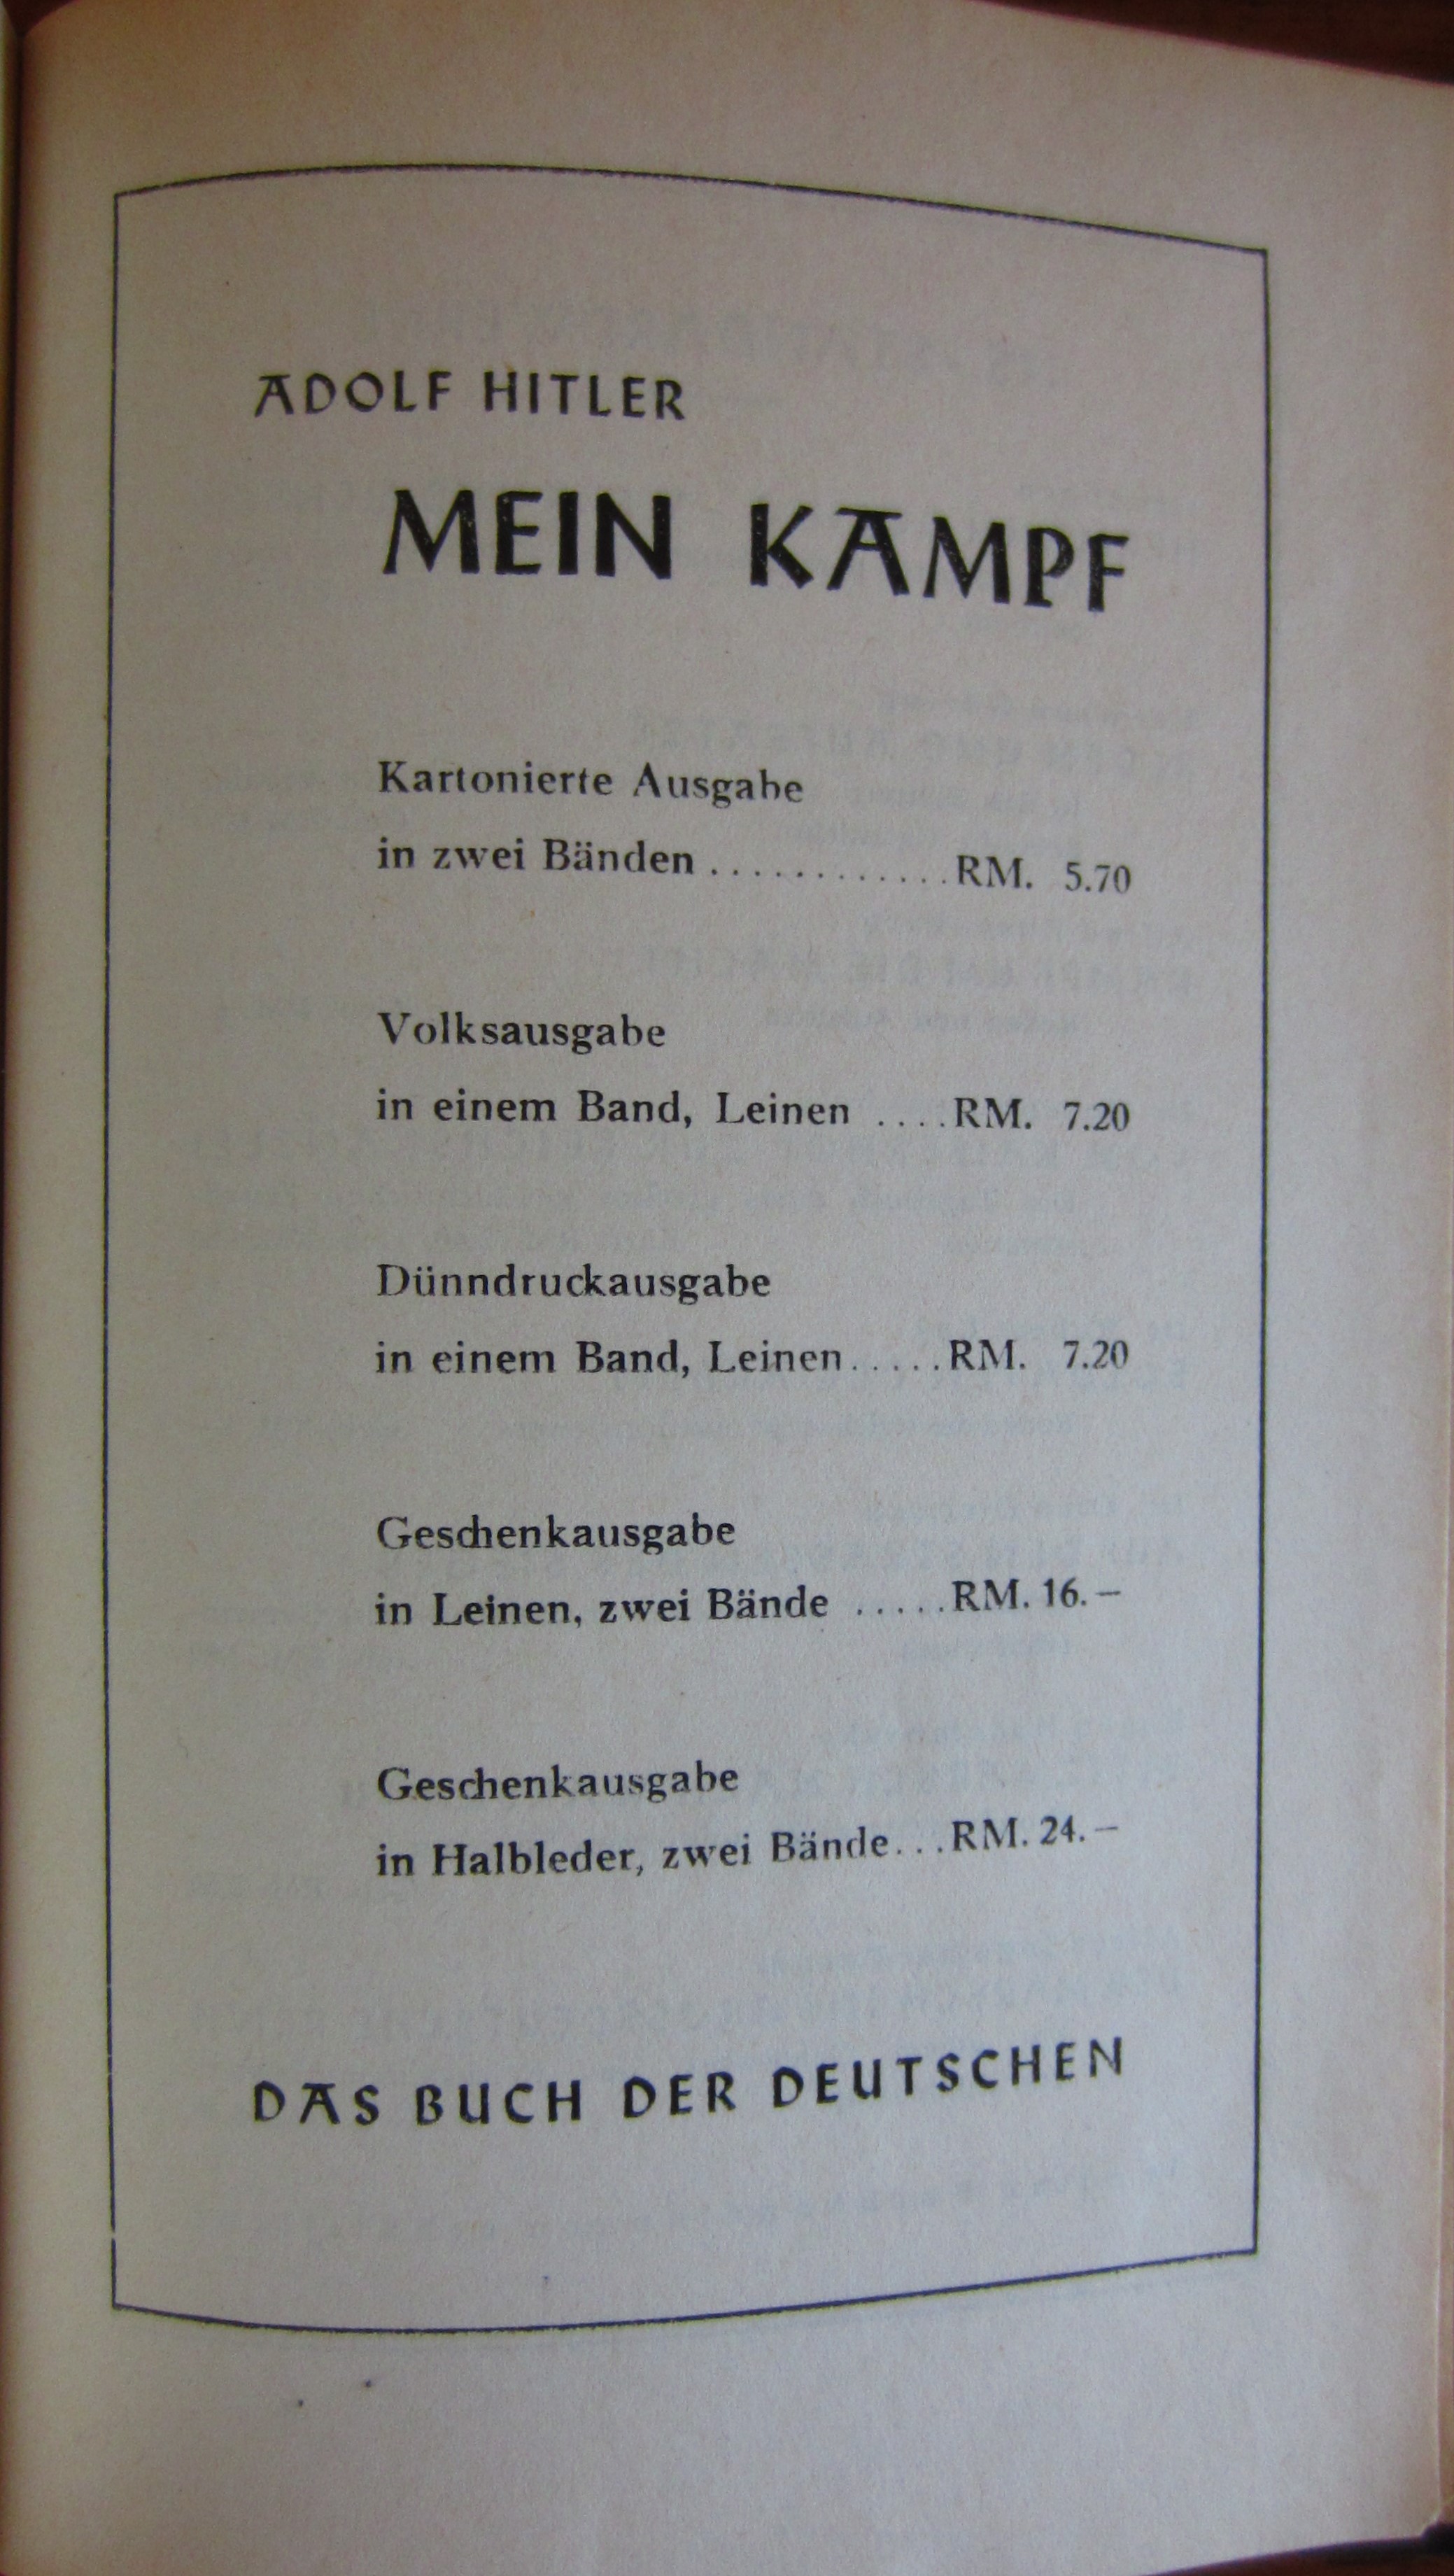 ADOLF HITLER
MEIN KAMPF
Kartonierte Ausgabe
in zwei Bänden ............ RM. 5.70
Volksausgabe
in einem Band, Leinen .... RM. 7.20
Dünndruckausgabe
in einem Band, Leinen ..... RM. 7.20
Geschenkausgabe
in Leinen, zwei Bände ..... RM. 16.–
Geschenkausgabe
in Halbleder, zwei Bände ... RM. 24.–
DAS BUCH DER DEUTSCHEN